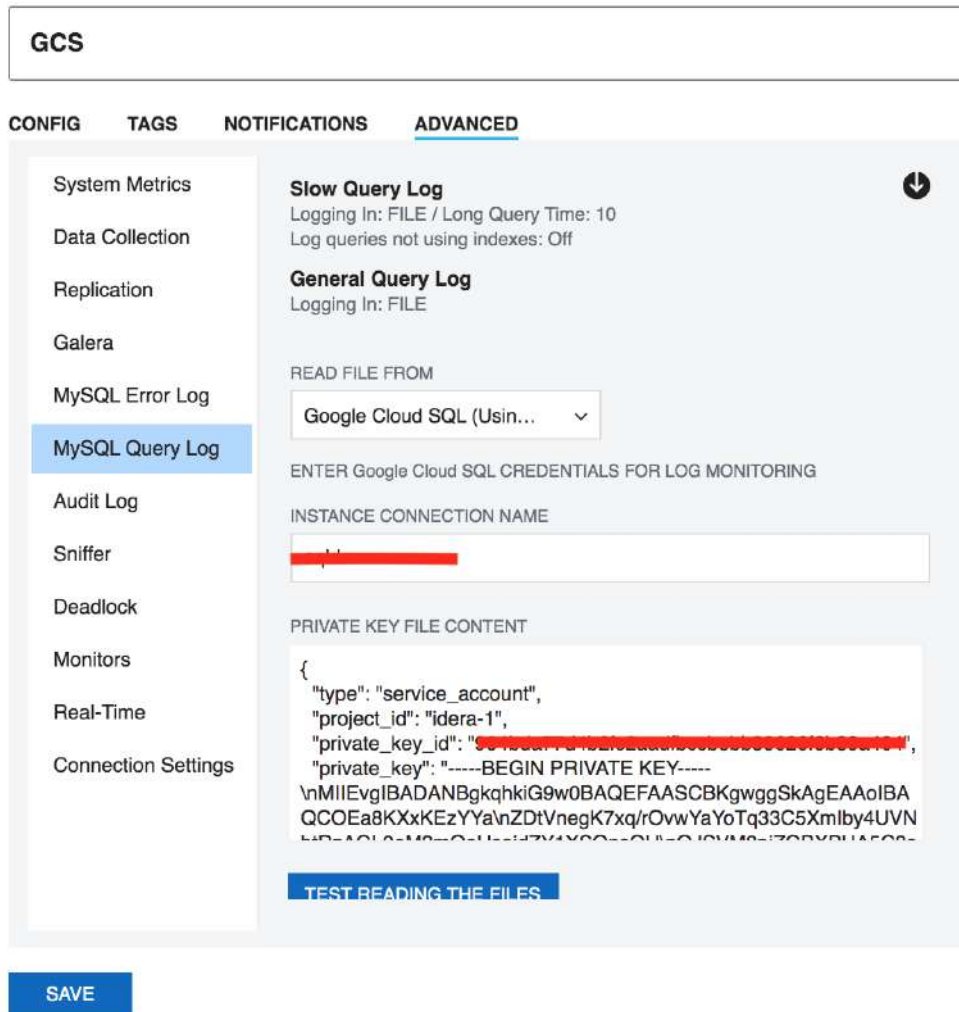 GCS
CONFIG TAGS NOTIFICATIONS ADVANCED
System Metrics
Data Collection
Replication
Galera
MySQL Error Log
MySQL Query Log
Audit Log
Sniffer
Deadlock
Monitors
Real-Time
Connection Settings
Slow Query Log
Logging In: FILE / Long Query Time: 10
Log queries not using indexes: Off
General Query Log
Logging In: FILE
READ FILE FROM
Google Cloud SQL (Usin...
ENTER Google Cloud SQL CREDENTIALS FOR LOG MONITORING
INSTANCE CONNECTION NAME
PRIVATE KEY FILE CONTENT
{
"type": "service_account",
"project_id": "idera-1",
"private_key_id": "
"private_key": "-----BEGIN PRIVATE KEY-----
\nMIIEvgIBADANBgkqhkiG9w0BAQEFAASCBKgwggSkAgEAAoIBA
QCOEa8KXxKEzYYa\nZDtVnegK7xq/rOvwYaYoTq33C5Xmlby4UVN
TEST READING THE FILES
SAVE